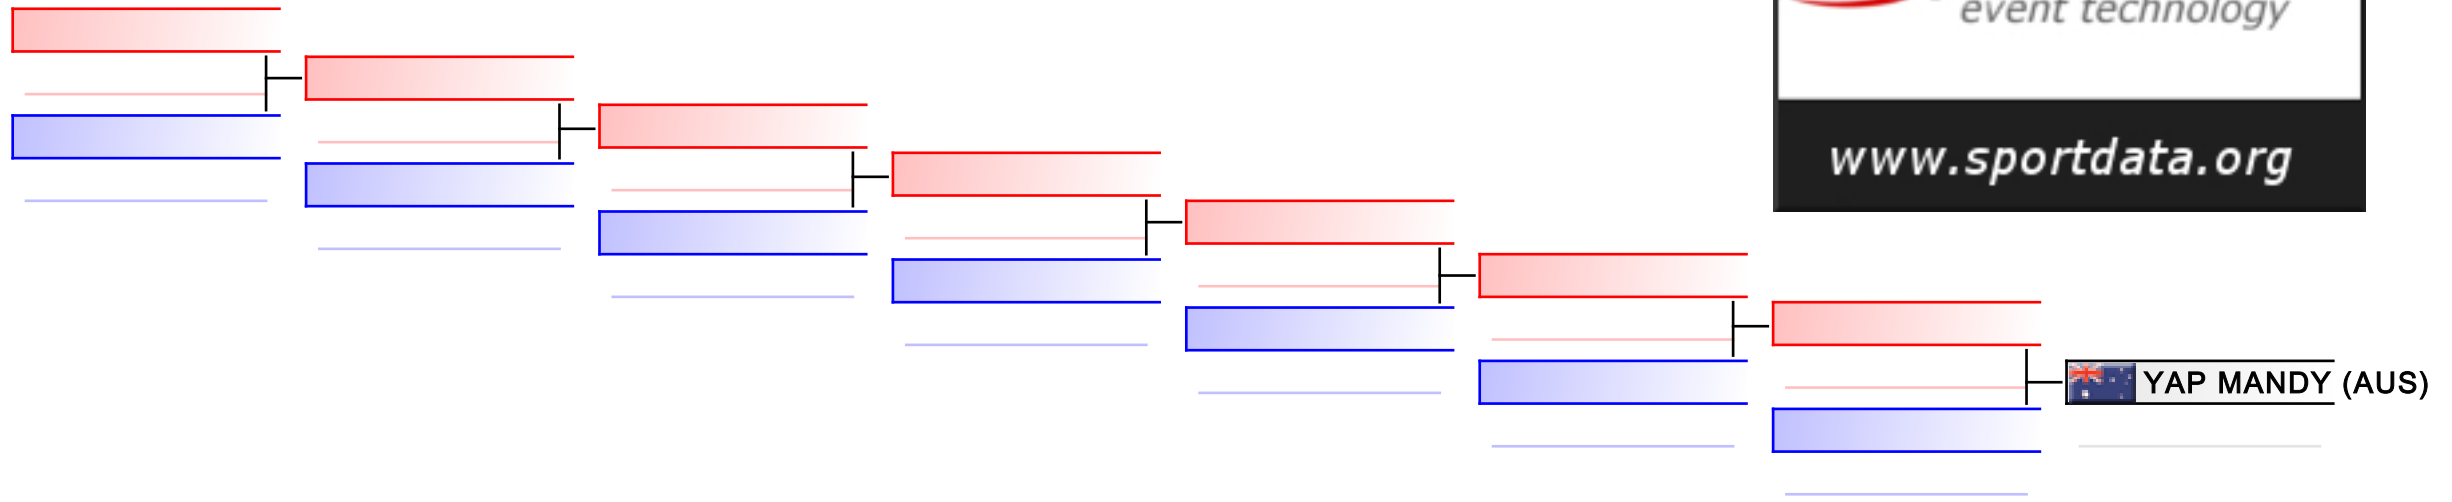 event technology
www.sportdata.org
YAP MANDY (AUS)